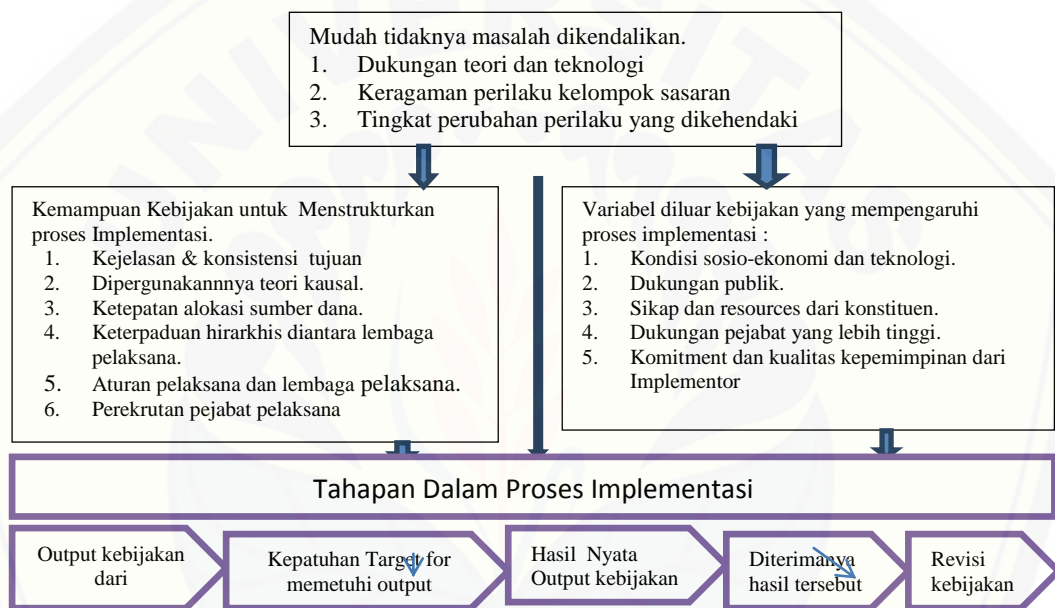 UNIVERSITAS
Mudah tidaknya masalah dikendalikan.
1. Dukungan teori dan teknologi
2. Keragaman perilaku kelompok sasaran
3. Tingkat perubahan perilaku yang dikehendaki
Kemampuan Kebijakan untuk Menstrukturkan
proses Implementasi.
1. Kejelasan & konsistensi tujuan
2. Dipergunakannnya teori kausal.
3. Ketepatan alokasi sumber dana.
4. Keterpaduan hirarkhis diantara lembaga
pelaksana.
5. Aturan pelaksana dan lembaga pelaksana.
6. Perekrutan pejabat pelaksana
Variabel diluar kebijakan yang mempengaruhi
proses implementasi :
1. Kondisi sosio-ekonomi dan teknologi.
2. Dukungan publik.
3. Sikap dan resources dari konstituen.
4. Dukungan pejabat yang lebih tinggi.
5. Komitment dan kualitas kepemimpinan dari
Implementor
Tahapan Dalam Proses Implementasi
Output kebijakan
dari
Kepatuhan Target for
memetuhi output
Hasil Nyata
Output kebijakan
Diterimanya
hasil tersebut
Revisi
kebijakan